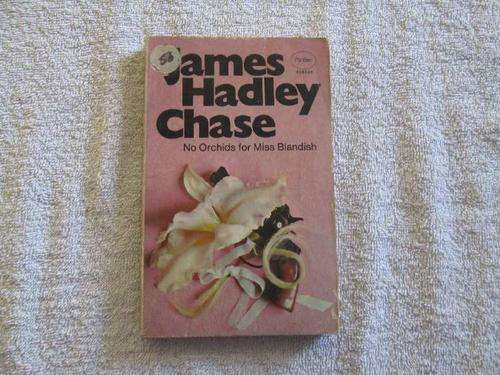 James
Hadley
Chase
No Orchids for Miss Blandish